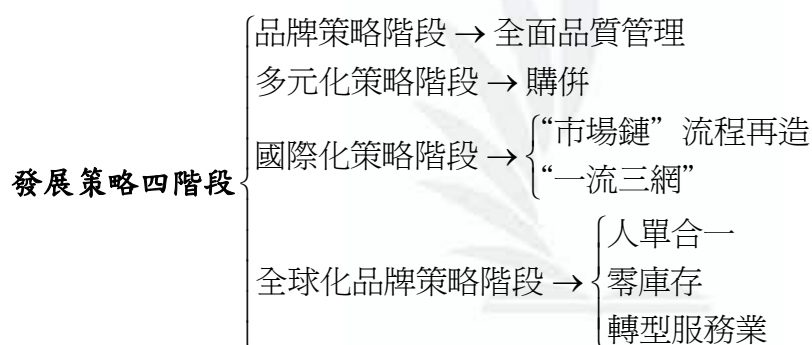 發展策略四階段
品牌策略階段 → 全面品質管理
多元化策略階段 → 購併
國際化策略階段 →
“市場鏈”流程再造
“一流三網”
全球化品牌策略階段 →
人單合一
零庫存
轉型服務業